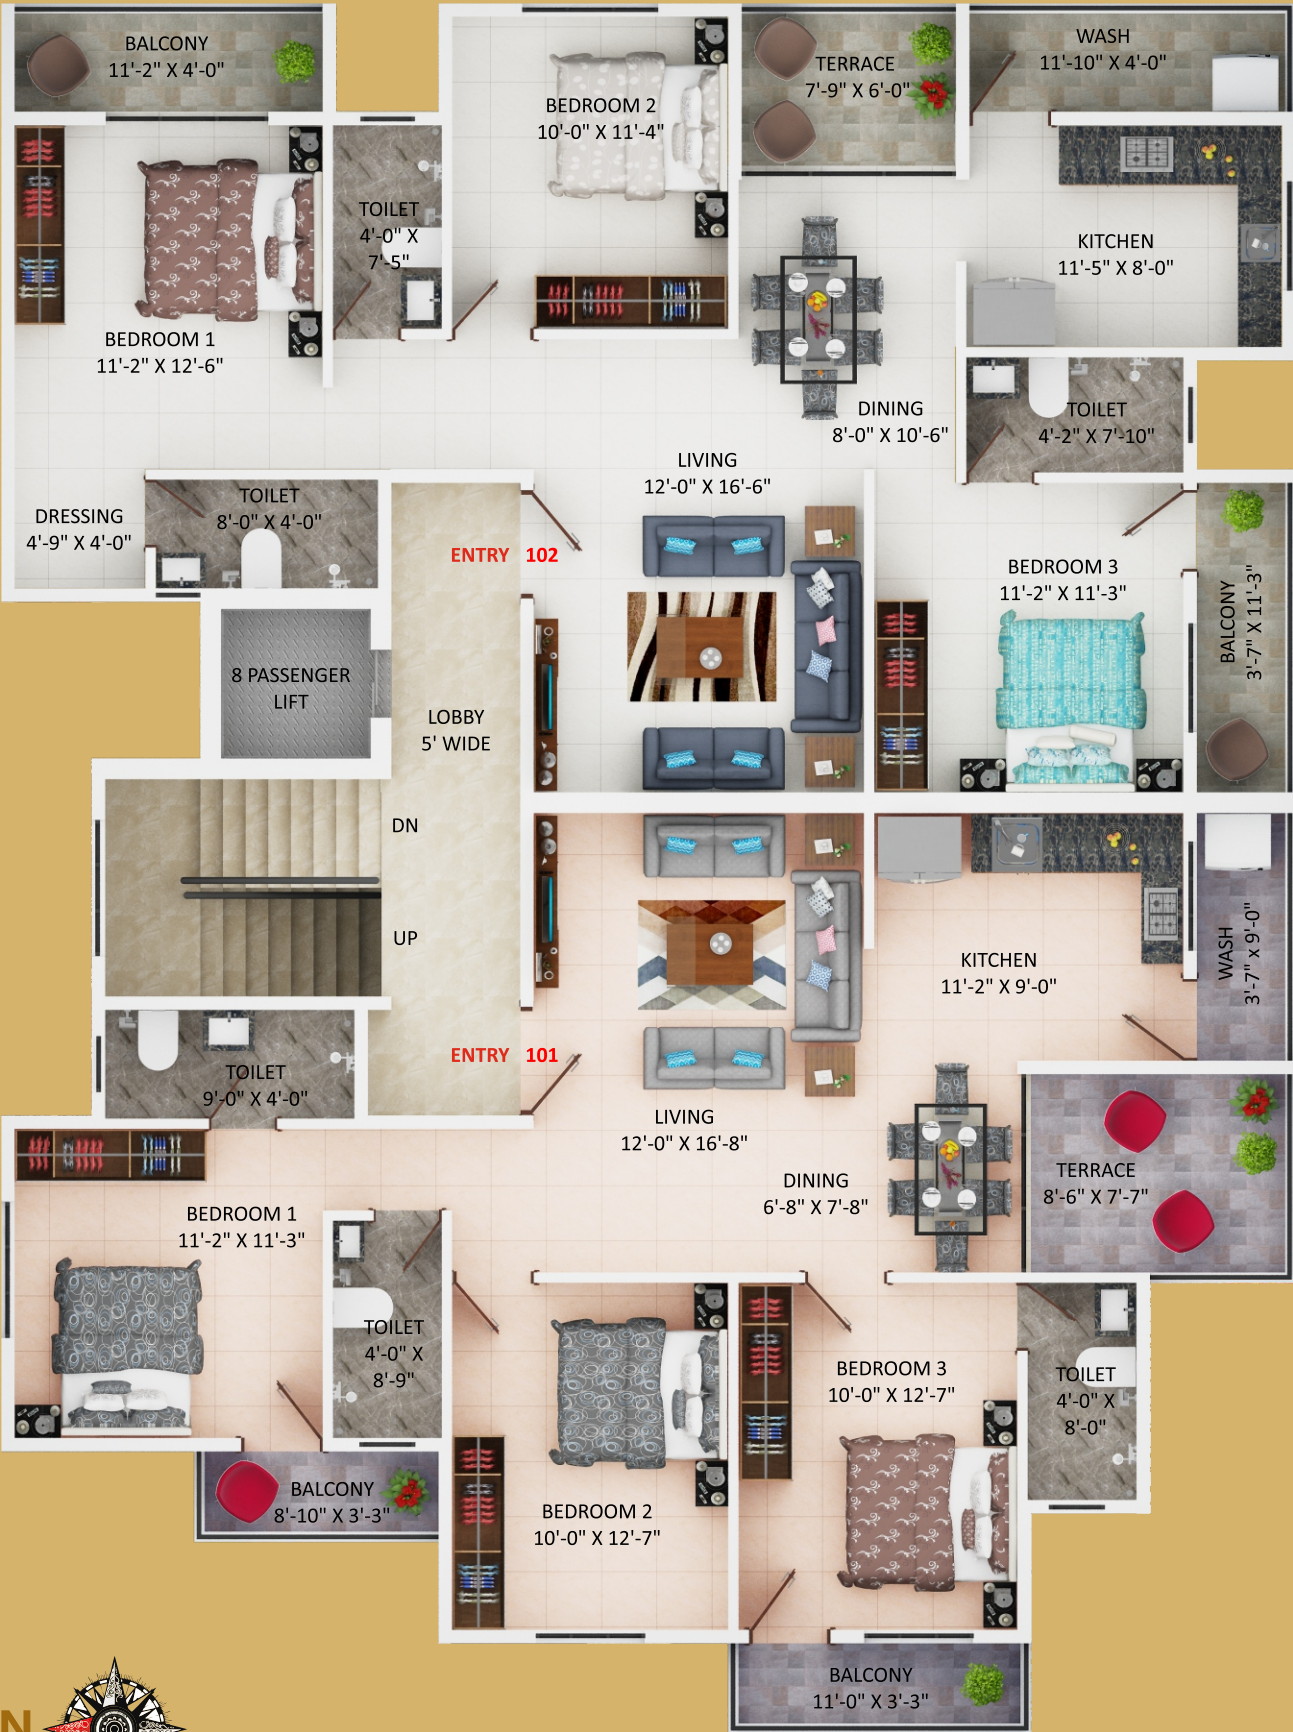 BALCONY
11'-2" X 4'-0"
BEDROOM 2
10'-0" X 11'-4"
TERRACE
7'-9" X 6'-0"
WASH
11'-10" X 4'-0"
TOILET
4'-0" X
7'-5"
KITCHEN
11'-5" X 8'-0"
BEDROOM 1
11'-2" X 12'-6"
DINING
8'-0" X 10'-6"
TOILET
4'-2" X 7'-10"
LIVING
12'-0" X 16'-6"
DRESSING
4'-9" X 4'-0"
TOILET
8'-0" X 4'-0"
ENTRY 102
BEDROOM 3
11'-2" X 11'-3"
BALCONY
3'-7" X 11'-3"
8 PASSENGER
LIFT
LOBBY
5' WIDE
DN
UP
KITCHEN
11'-2" X 9'-0"
WASH
3'-7" x 9'-0"
ENTRY 101
TOILET
9'-0" X 4'-0"
LIVING
12'-0" X 16'-8"
DINING
6'-8" X 7'-8"
TERRACE
8'-6" X 7'-7"
BEDROOM 1
11'-2" X 11'-3"
TOILET
4'-0" X
8'-9"
BEDROOM 3
10'-0" X 12'-7"
TOILET
4'-0" X
8'-0"
BALCONY
8'-10" X 3'-3"
BEDROOM 2
10'-0" X 12'-7"
BALCONY
11'-0" X 3'-3"
N